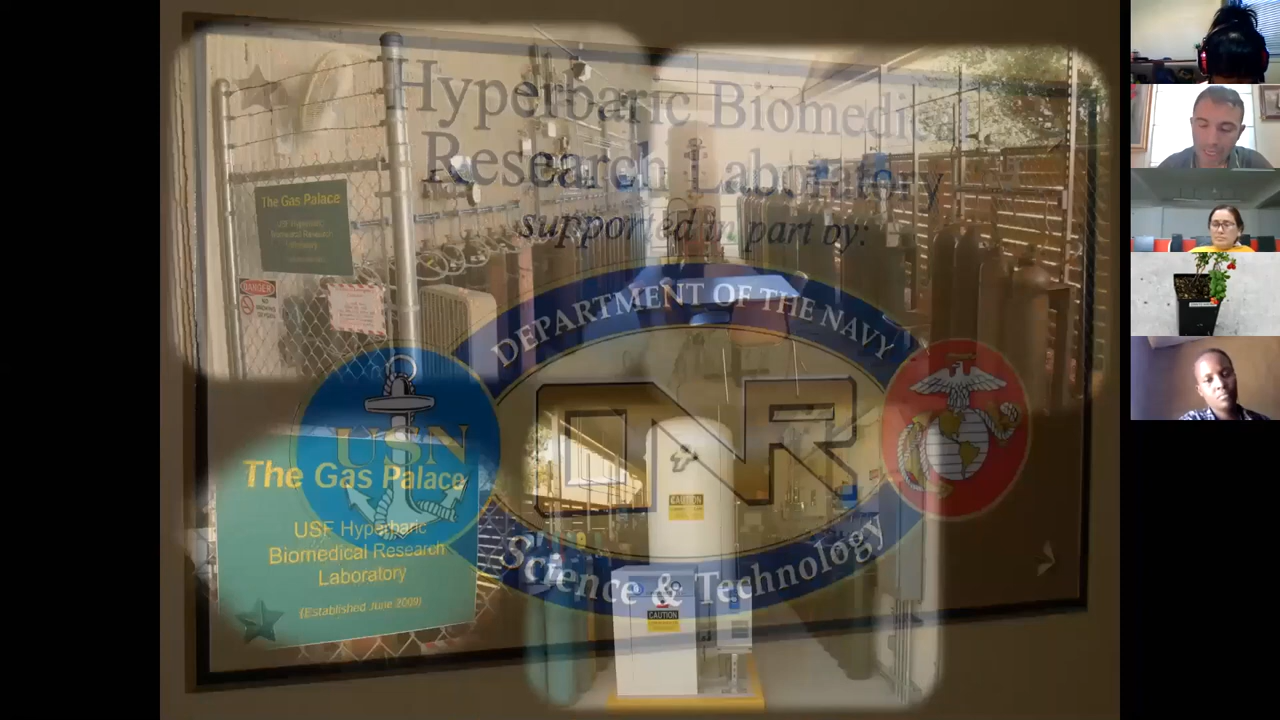 Hyperbaric Biomedical
Research Laboratory
supported in part by:
The Gas Palace
USF Hyperbaric
Biomedical Research
Laboratory
DANGER
NO
SMOKING
DEPARTMENT OF THE NAVY
USN
ONR
Science & Technology
The Gas Palace
USF Hyperbaric
Biomedical Research
Laboratory
(Established June 2009)
CAUTION
CAUTION